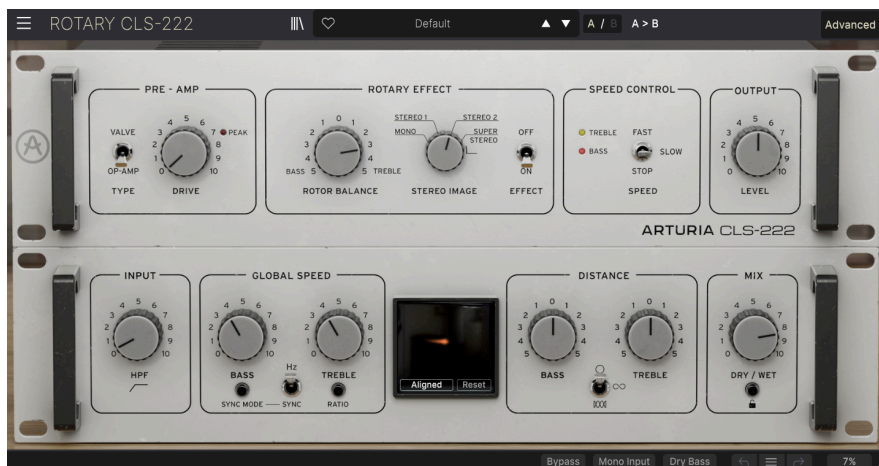 ROTARY CLS-222
Default
A / B
A > B
Advanced
PRE - AMP
VALVE
OP-AMP
TYPE
0 1 2 3 4 5 6 7 8 9 10
PEAK
DRIVE
ROTARY EFFECT
5 4 3 2 1 0 1 2 3 4 5
BASS
TREBLE
ROTOR BALANCE
MONO
STEREO 1
STEREO 2
SUPER
STEREO
STEREO IMAGE
OFF
ON
EFFECT
SPEED CONTROL
TREBLE
BASS
FAST
SLOW
STOP
SPEED
OUTPUT
0 1 2 3 4 5 6 7 8 9 10
LEVEL
ARTURIA CLS-222
INPUT
0 1 2 3 4 5 6 7 8 9 10
HPF
GLOBAL SPEED
0 1 2 3 4 5 6 7 8 9 10
BASS
SYNC MODE
Hz
SYNC
0 1 2 3 4 5 6 7 8 9 10
TREBLE
RATIO
Aligned
Reset
DISTANCE
5 4 3 2 1 0 1 2 3 4 5
BASS
∞
5 4 3 2 1 0 1 2 3 4 5
TREBLE
MIX
0 1 2 3 4 5 6 7 8 9 10
DRY / WET
Bypass
Mono Input
Dry Bass
7%